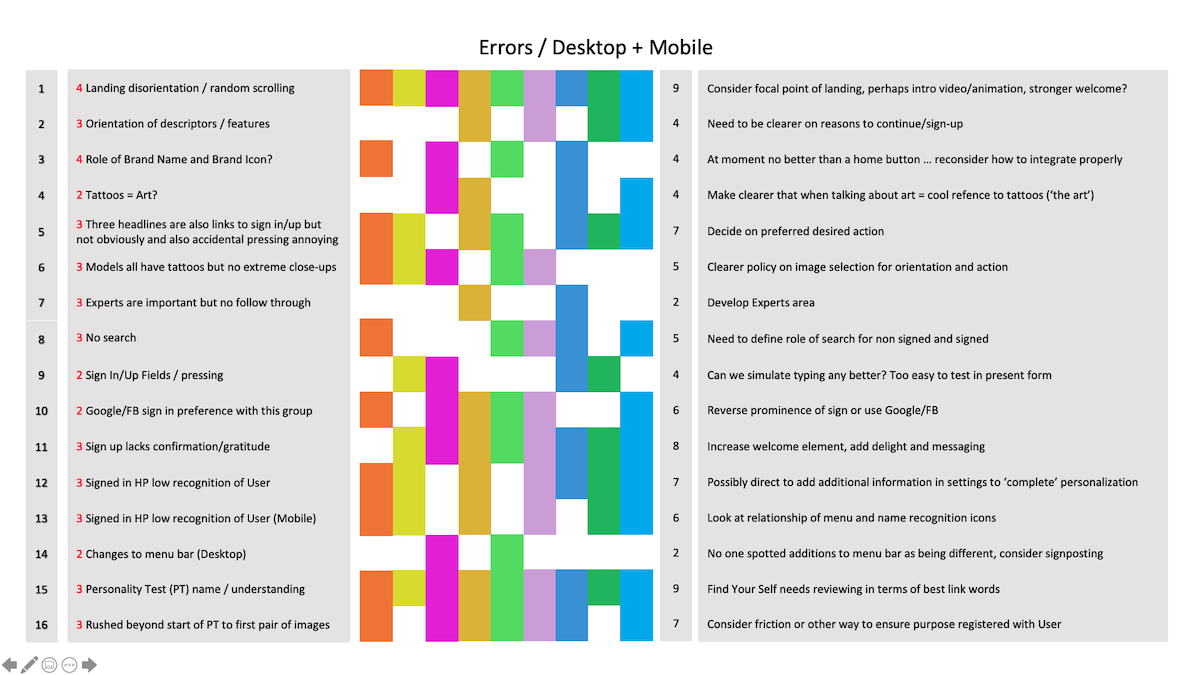 Errors / Desktop + Mobile
1 4 Landing disorientation / random scrolling 9 Consider focal point of landing, perhaps intro video/animation, stronger welcome?
2 3 Orientation of descriptors / features 4 Need to be clearer on reasons to continue/sign-up
3 4 Role of Brand Name and Brand Icon? 4 At moment no better than a home button ... reconsider how to integrate properly
4 2 Tattoos = Art? 4 Make clearer that when talking about art = cool refence to tattoos (‘the art’)
5 3 Three headlines are also links to sign in/up but
not obviously and also accidental pressing annoying 7 Decide on preferred desired action
6 3 Models all have tattoos but no extreme close-ups 5 Clearer policy on image selection for orientation and action
7 3 Experts are important but no follow through 2 Develop Experts area
8 3 No search 5 Need to define role of search for non signed and signed
9 2 Sign In/Up Fields / pressing 4 Can we simulate typing any better? Too easy to test in present form
10 2 Google/FB sign in preference with this group 6 Reverse prominence of sign or use Google/FB
11 3 Sign up lacks confirmation/gratitude 8 Increase welcome element, add delight and messaging
12 3 Signed in HP low recognition of User 7 Possibly direct to add additional information in settings to ‘complete’ personalization
13 3 Signed in HP low recognition of User (Mobile) 6 Look at relationship of menu and name recognition icons
14 2 Changes to menu bar (Desktop) 2 No one spotted additions to menu bar as being different, consider signposting
15 3 Personality Test (PT) name / understanding 9 Find Your Self needs reviewing in terms of best link words
16 3 Rushed beyond start of PT to first pair of images 7 Consider friction or other way to ensure purpose registered with User